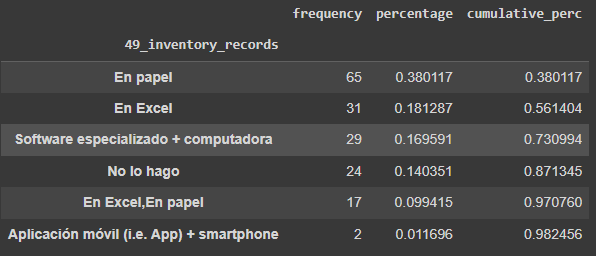 frequency percentage cumulative_perc
49_inventory_records
En papel 65 0.380117 0.380117
En Excel 31 0.181287 0.561404
Software especializado + computadora 29 0.169591 0.730994
No lo hago 24 0.140351 0.871345
En Excel,En papel 17 0.099415 0.970760
Aplicación móvil (i.e. App) + smartphone 2 0.011696 0.982456